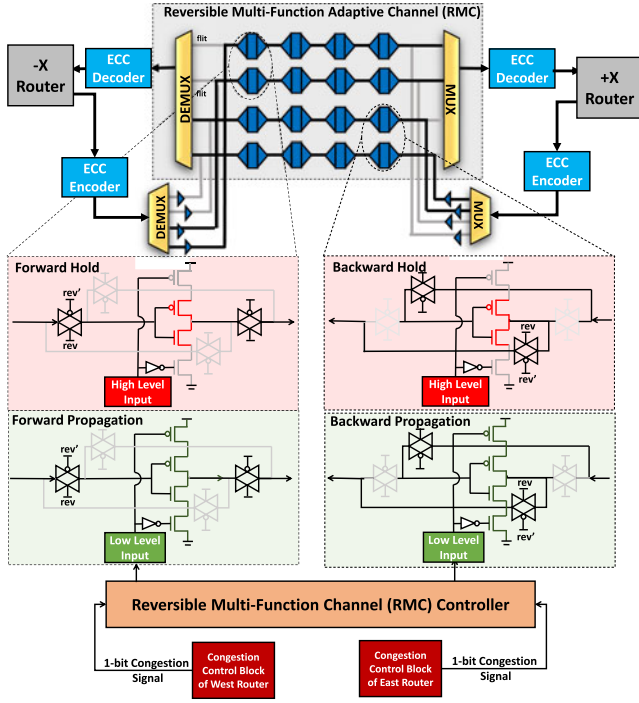 Reversible Multi-Function Adaptive Channel (RMC)
-X
Router
ECC
Decoder
DEMUX
flit
flit
MUX
ECC
Decoder
+X
Router
ECC
Encoder
DEMUX
MUX
ECC
Encoder
Forward Hold
rev'
rev
High Level
Input
Backward Hold
rev
rev'
High Level
Input
Forward Propagation
rev'
rev
Low Level
Input
Backward Propagation
rev
rev'
Low Level
Input
Reversible Multi-Function Channel (RMC) Controller
1-bit Congestion
Signal
Congestion
Control Block
of West Router
Congestion
Control Block
of East Router
1-bit Congestion
Signal